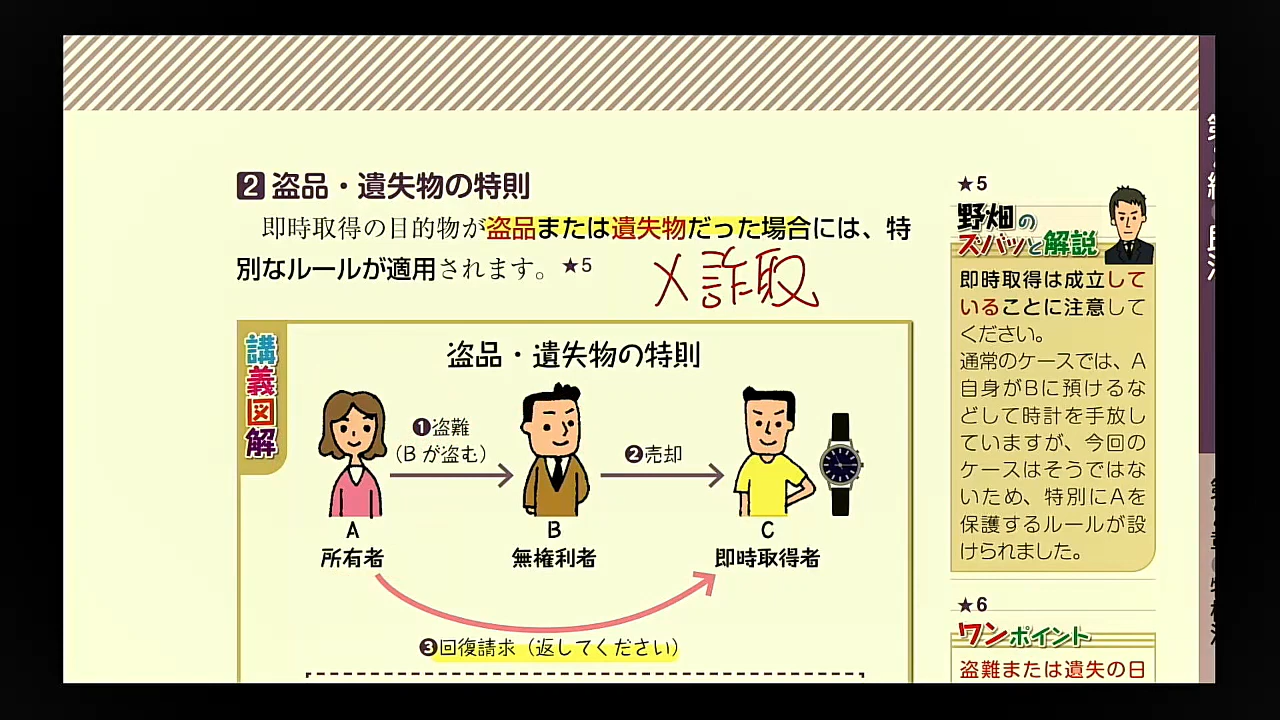 2 盗品・遺失物の特則
即時取得の目的物が盗品または遺失物だった場合には、特
別なルールが適用されます。★5
×詐取
講義図解
盗品・遺失物の特則
❶盗難
(Bが盗む)
❷売却
A
所有者
B
無権利者
C
即時取得者
❸回復請求(返してください)
★5
野畑の
ズバッと解説
即時取得は成立して
いることに注意して
ください。
通常のケースでは、A
自身がBに預けるな
どして時計を手放し
ていますが、今回の
ケースはそうではな
いため、特別にAを
保護するルールが設
けられました。
★6
ワンポイント
盗難または遺失の日